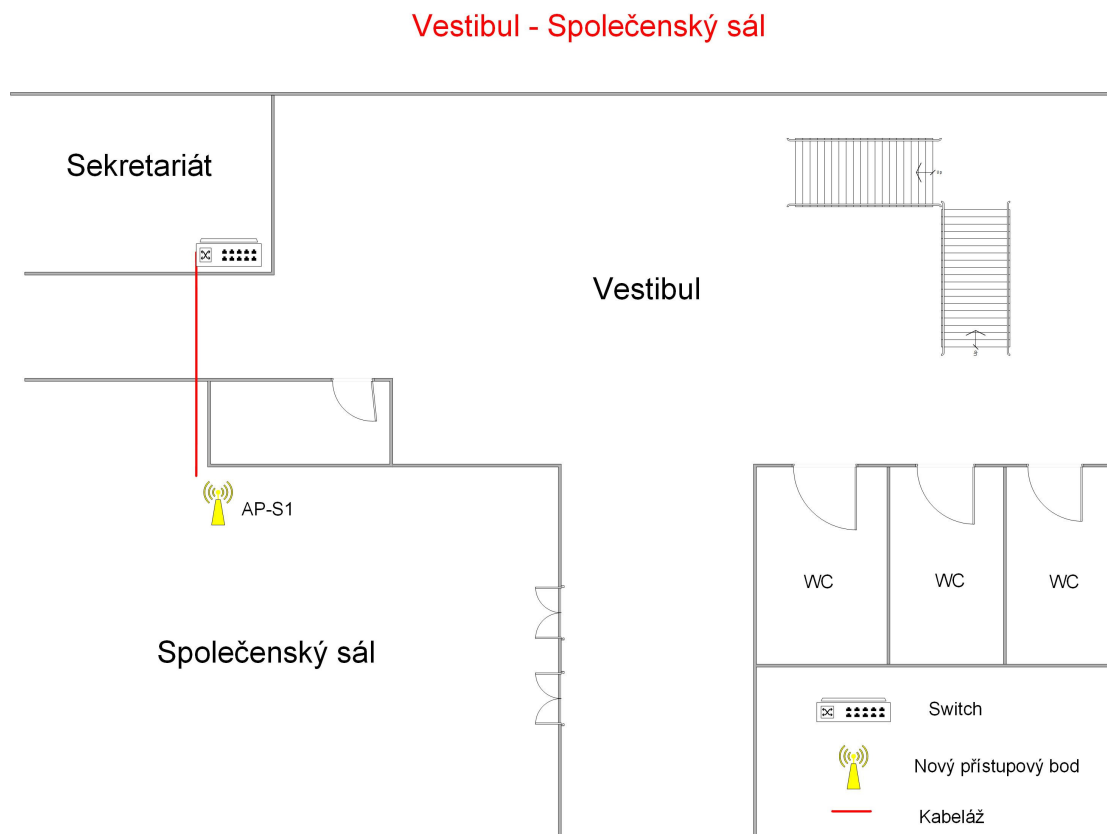 Vestibul - Společenský sál
Sekretariát
Vestibul
AP-S1
WC
WC
WC
Společenský sál
Switch
Nový přístupový bod
Kabeláž